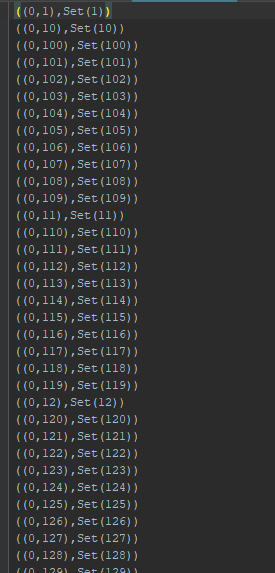 ((0,1),Set(1))
((0,10),Set(10))
((0,100),Set(100))
((0,101),Set(101))
((0,102),Set(102))
((0,103),Set(103))
((0,104),Set(104))
((0,105),Set(105))
((0,106),Set(106))
((0,107),Set(107))
((0,108),Set(108))
((0,109),Set(109))
((0,11),Set(11))
((0,110),Set(110))
((0,111),Set(111))
((0,112),Set(112))
((0,113),Set(113))
((0,114),Set(114))
((0,115),Set(115))
((0,116),Set(116))
((0,117),Set(117))
((0,118),Set(118))
((0,119),Set(119))
((0,12),Set(12))
((0,120),Set(120))
((0,121),Set(121))
((0,122),Set(122))
((0,123),Set(123))
((0,124),Set(124))
((0,125),Set(125))
((0,126),Set(126))
((0,127),Set(127))
((0,128),Set(128))
((0,129),Set(129))